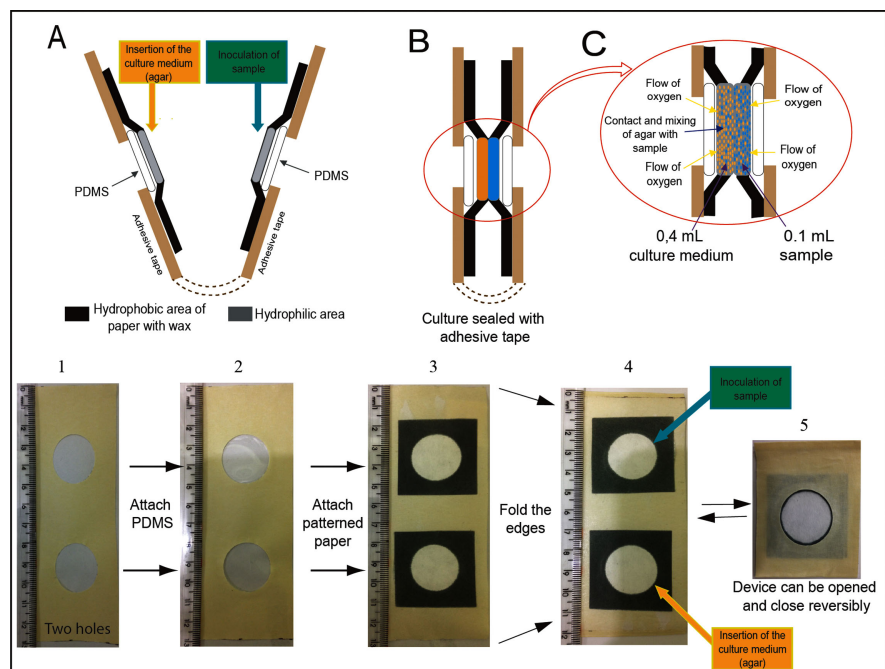 A
Insertion of the
culture medium
(agar)
Inoculation of
sample
PDMS
PDMS
Adhesive tape
Adhesive tape
Hydrophobic area of
paper with wax
Hydrophilic area
B
Culture sealed with
adhesive tape
C
Flow of
oxygen
Flow of
oxygen
Contact and mixing
of agar with
sample
Flow of
oxygen
Flow of
oxygen
0,4 mL
culture medium
0.1 mL
sample
1
Two holes
Attach
PDMS
2
Attach
patterned
paper
3
Fold the
edges
4
Inoculation of
sample
Insertion of the
culture medium
(agar)
5
Device can be opened
and close reversibly